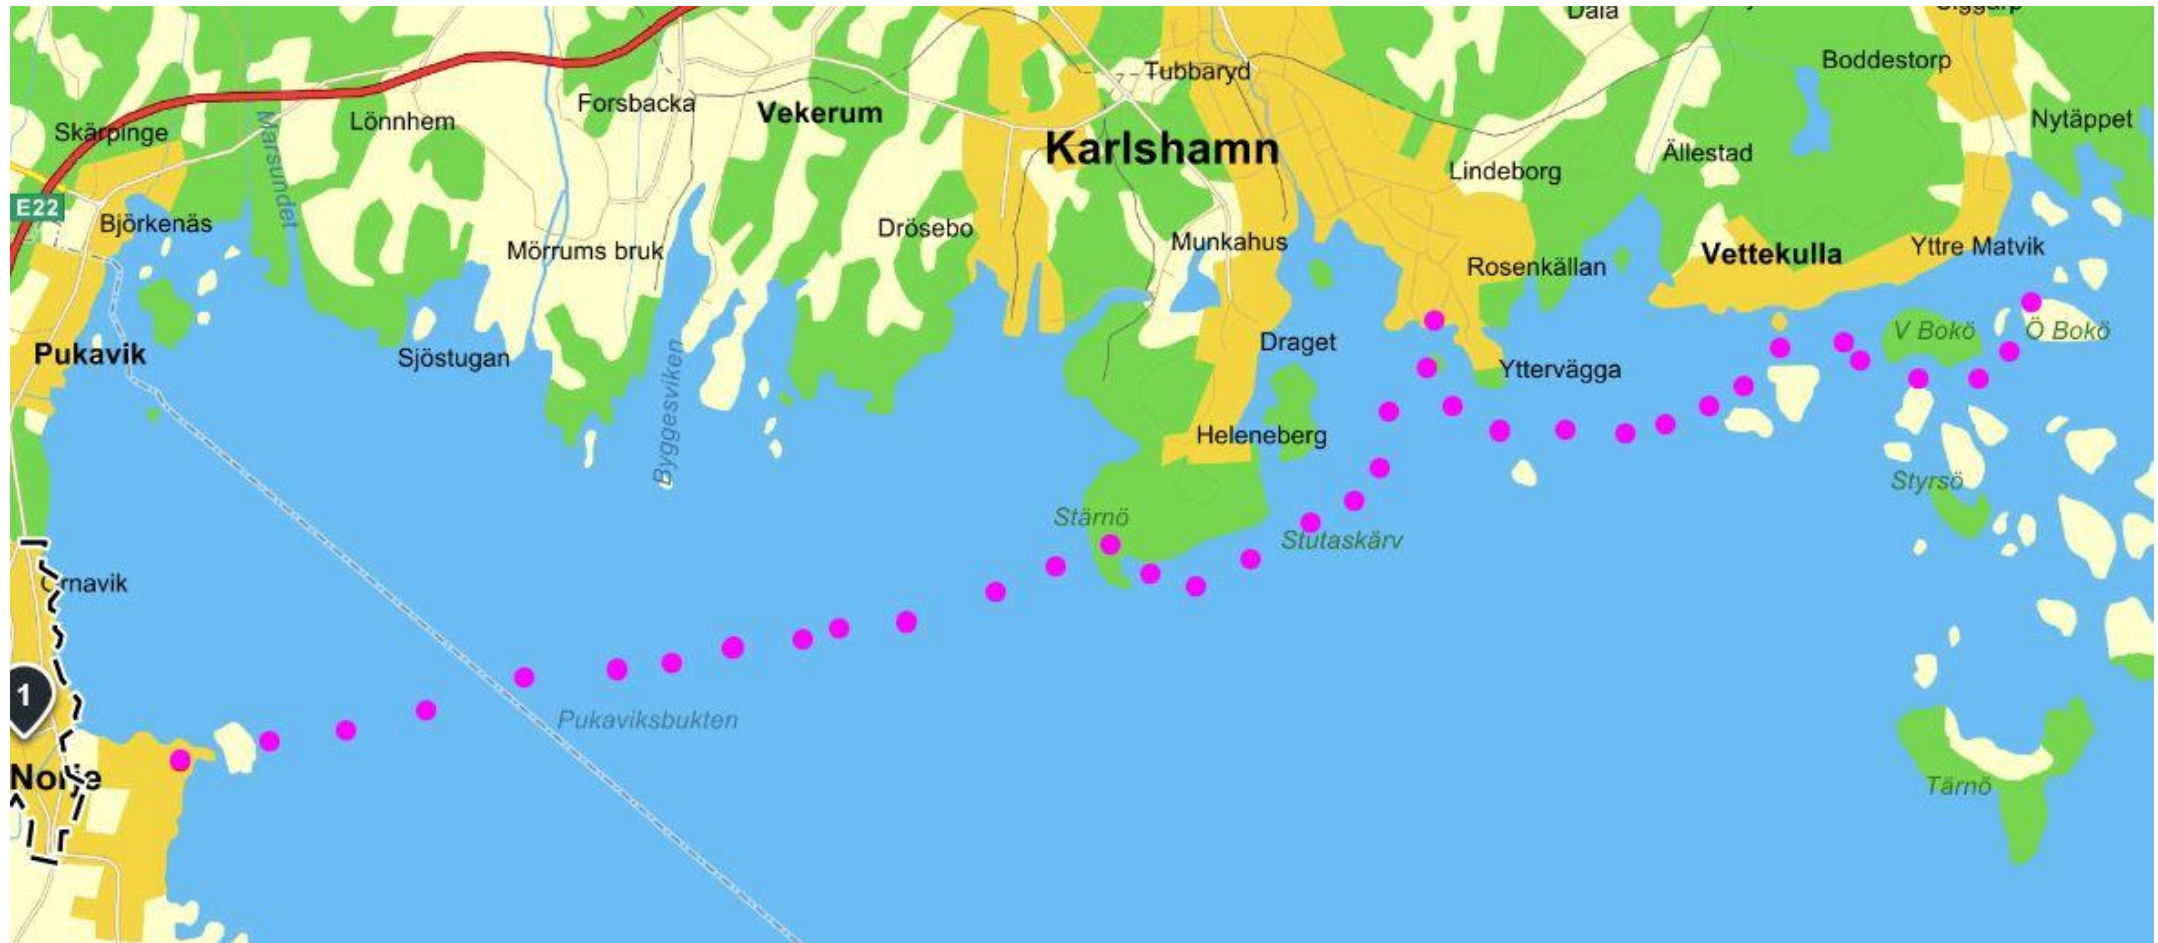 Boddestorp
Tubbaryd
Forsbacka
Vekerum
Lönnhem
Skärpinge
Nytäppet
Karlshamn
Ällestad
Marsundet
Lindeborg
E22
Björkenäs
Drösebo
Munkahus
Mörrums bruk
Vettekulla
Yttre Matvik
Rosenkällan
V Bokö
Ö Bokö
Draget
Pukavik
Sjöstugan
Yttervägga
Byggesviken
Heleneberg
Styrsö
Stärnö
Stutaskärv
1
Pukaviksbukten
Norje
Tärnö